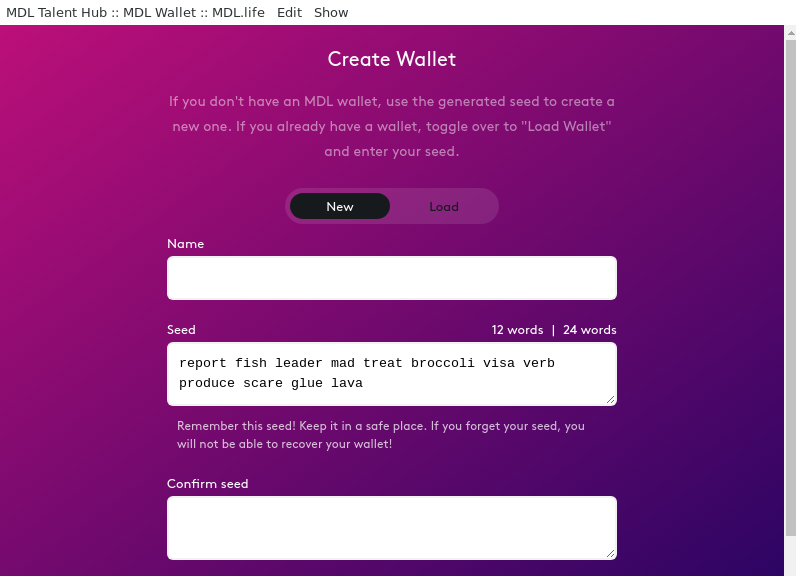 MDL Talent Hub :: MDL Wallet :: MDL.life Edit Show
Create Wallet
If you don't have an MDL wallet, use the generated seed to create a
new one. If you already have a wallet, toggle over to "Load Wallet"
and enter your seed.
New Load
Name
Seed 12 words | 24 words
report fish leader mad treat broccoli visa verb
produce scare glue lava
Remember this seed! Keep it in a safe place. If you forget your seed, you
will not be able to recover your wallet!
Confirm seed